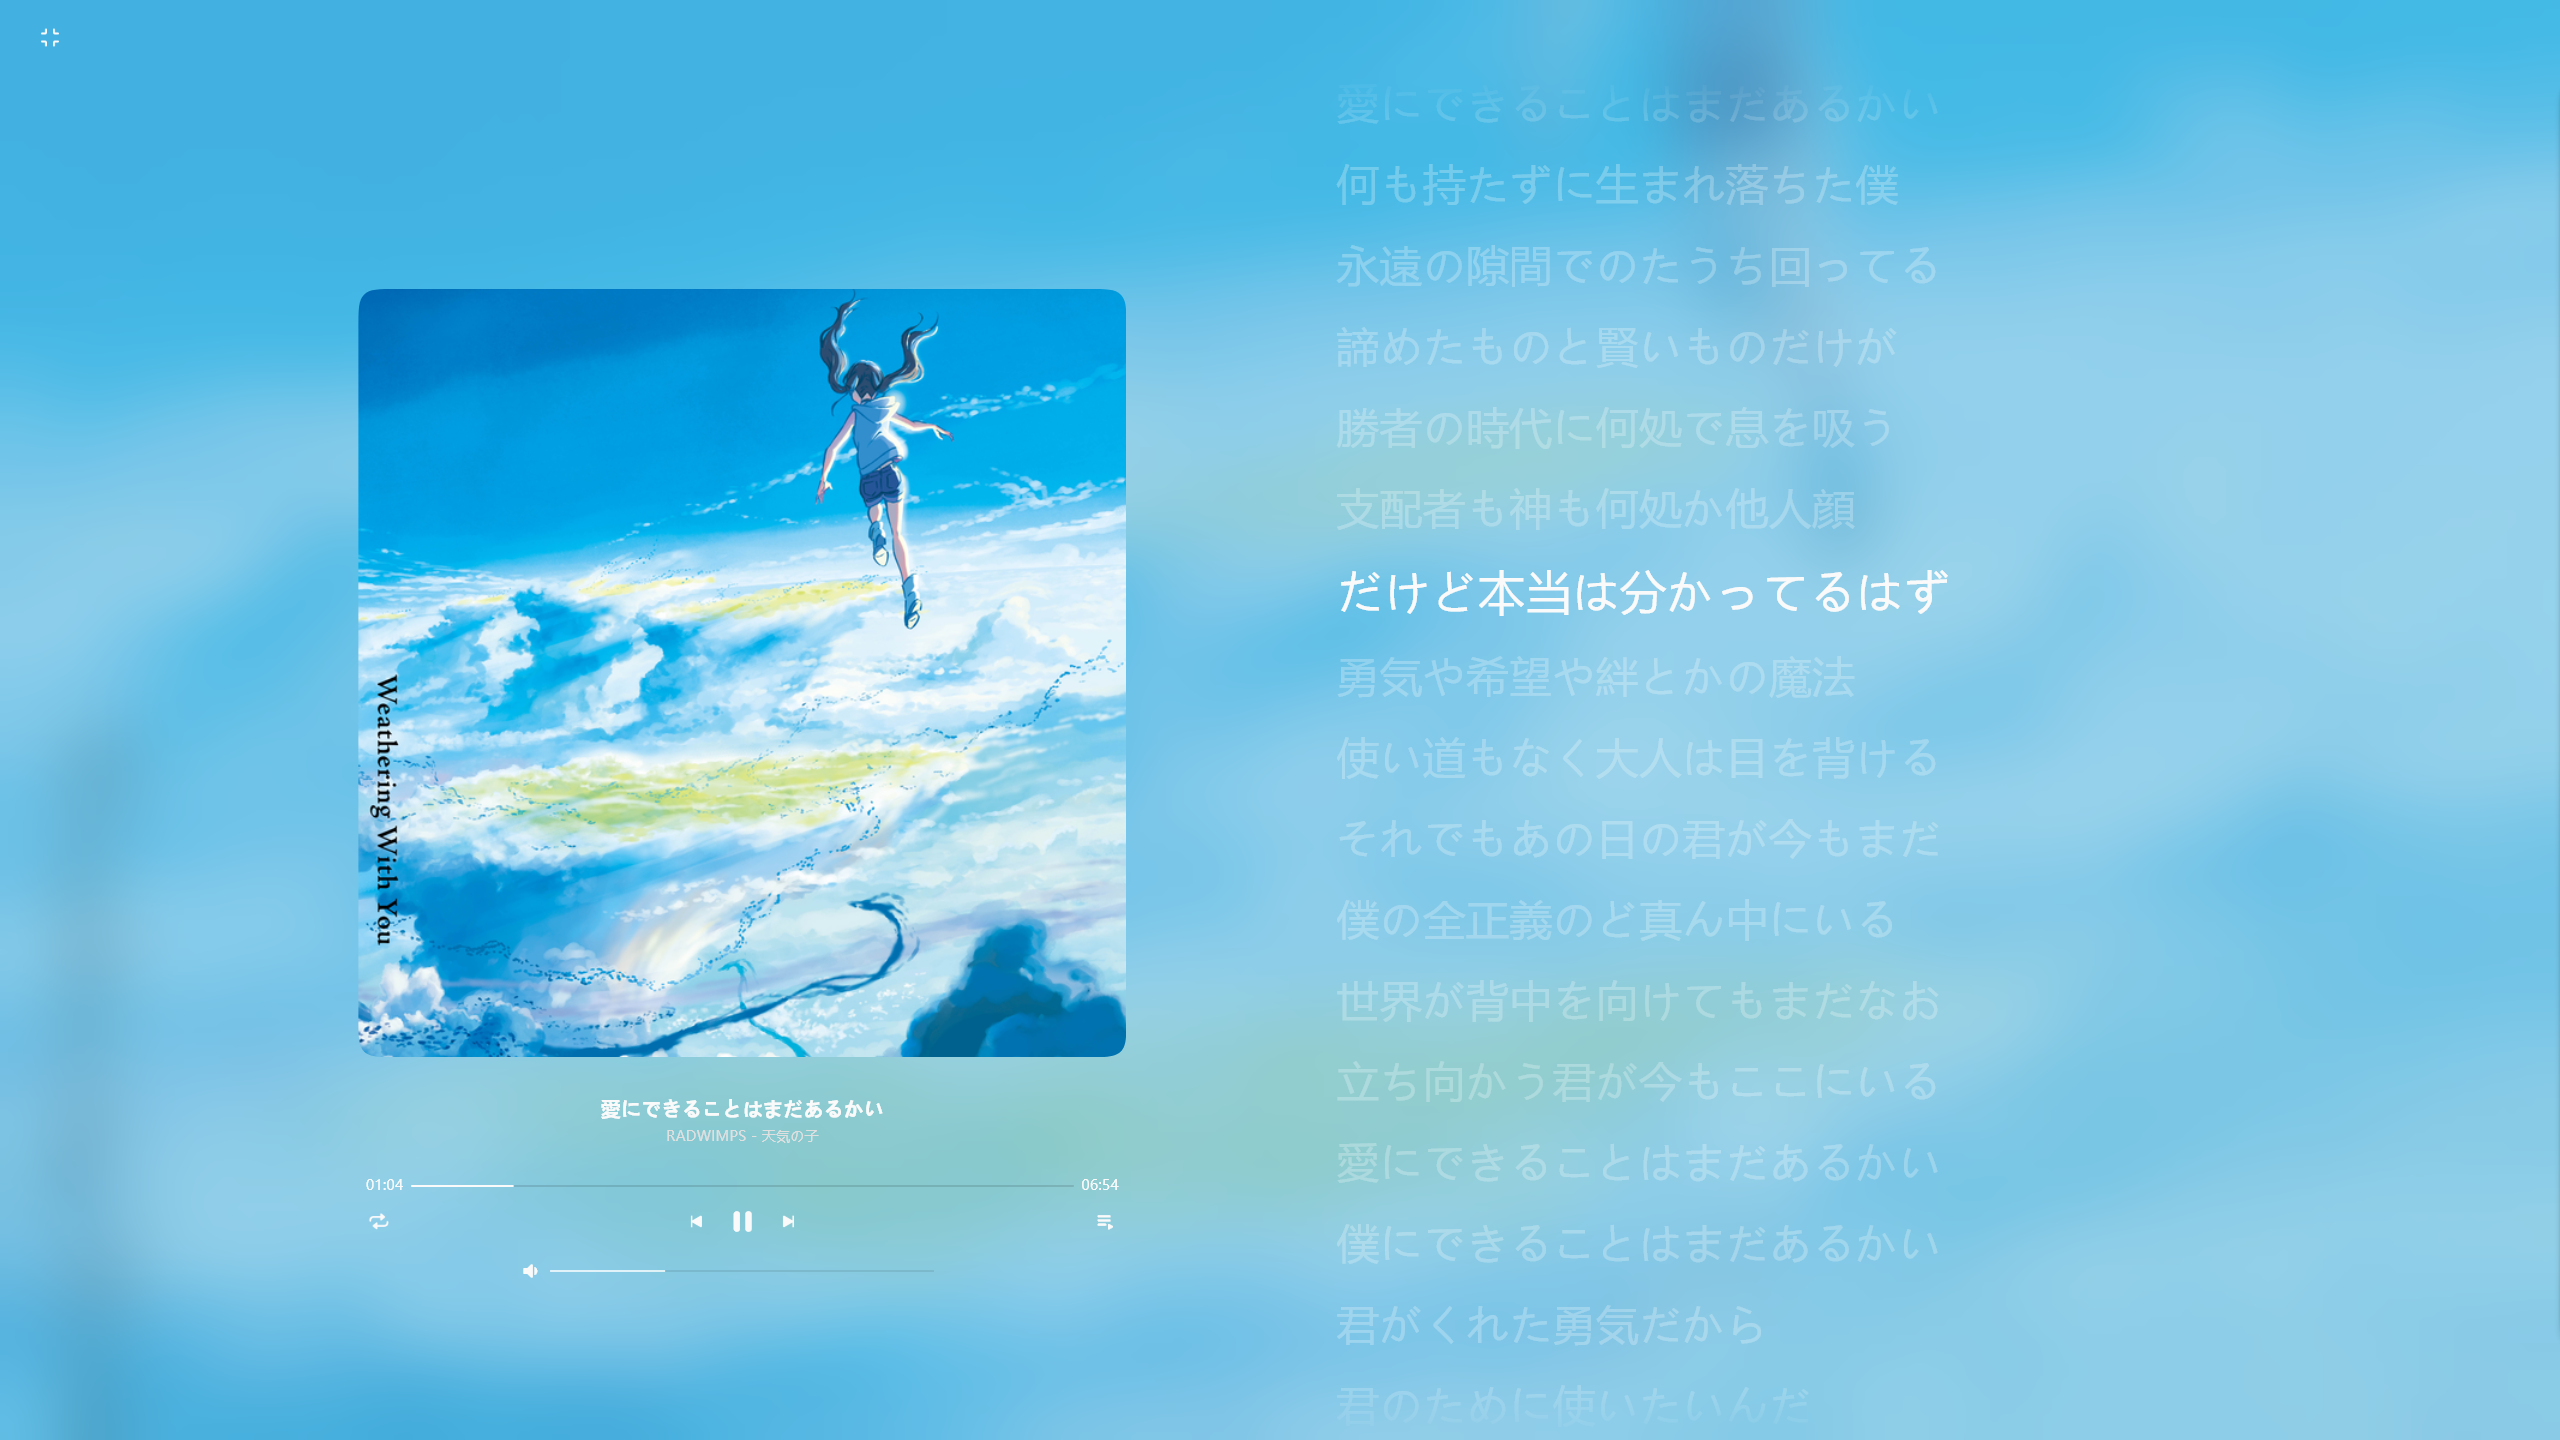 Weathering With You
愛にできることはまだあるかい
RADWIMPS - 天気の子
01:04
06:54
愛にできることはまだあるかい
何も持たずに生まれ落ちた僕
永遠の隙間でのたうち回ってる
諦めたものと賢いものだけが
勝者の時代に何処で息を吸う
支配者も神も何処か他人顔
だけど本当は分かってるはず
勇気や希望や絆とかの魔法
使い道もなく大人は目を背ける
それでもあの日の君が今もまだ
僕の全正義のど真ん中にいる
世界が背中を向けてもまだなお
立ち向かう君が今もここにいる
愛にできることはまだあるかい
僕にできることはまだあるかい
君がくれた勇気だから
君のために使いたいんだ